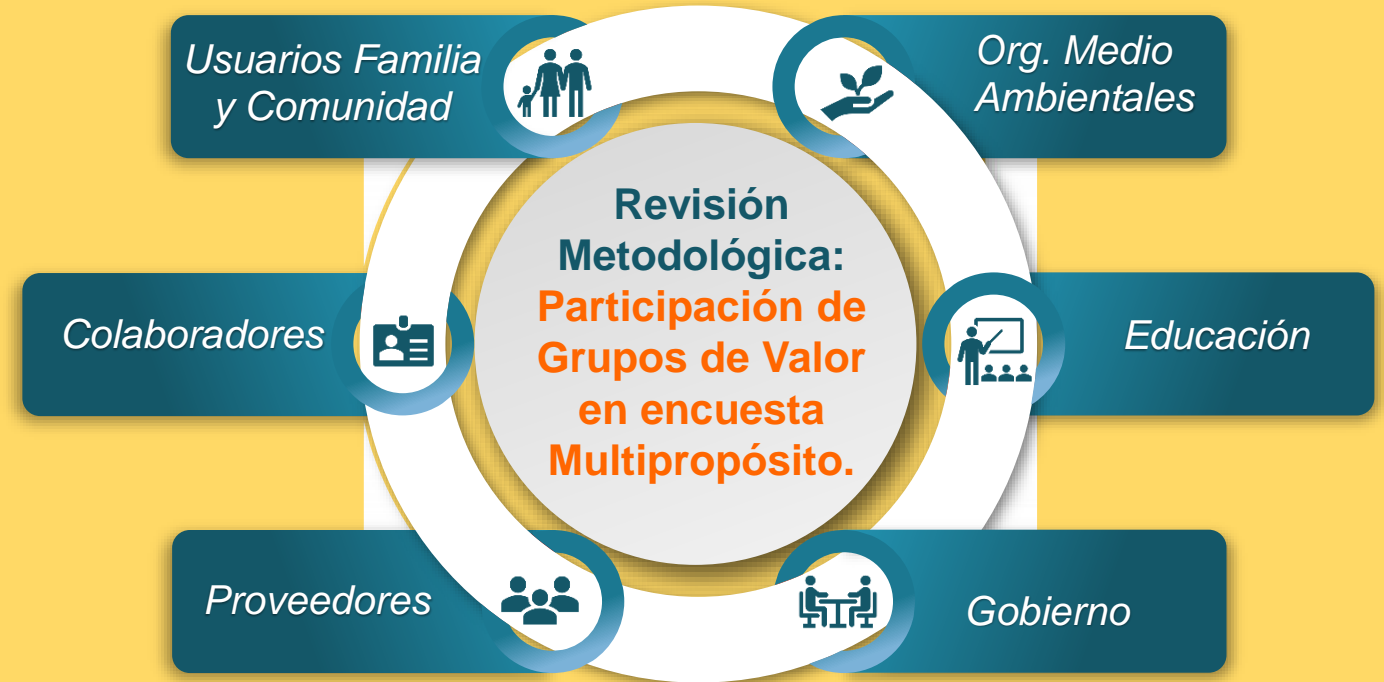 Usuarios Familia
y Comunidad
Org. Medio
Ambientales
Revisión
Metodológica:
Participación de
Grupos de Valor
en encuesta
Multipropósito.
Colaboradores
Educación
Proveedores
Gobierno